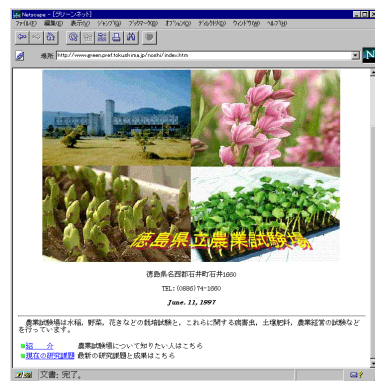 Netscape - [グリーンネット]
ファイル(F) 編集(E) 表示(V) ジャンプ(G) ブックマーク(B) オプション(O) ディレクトリ(D) ウィンドウ(W) ヘルプ(H)
場所 http://www.green.pref.tokushima.jp/noshi/index.htm
N
徳島県立農業試験場
徳島県名西郡石井町石井1660
TEL: (0886)74-1660
June. 11, 1997
農業試験場は水稲，野菜，花きなどの栽培試験と，これらに関する病害虫，土壌肥料，農業経営の試験など
を行っています。
紹　介 農業試験場について知りたい人はこちら
現在の研究課題 最新の研究課題と成果はこちら
文書: 完了。